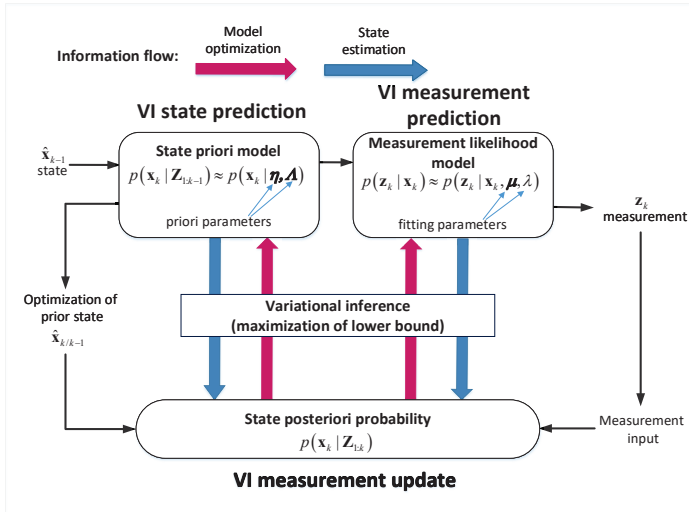 Information flow:
Model
optimization
State
estimation
VI state prediction
VI measurement
prediction
x̂ₖ₋₁
state
State priori model
p(xₖ | Z₁:ₖ₋₁) ≈ p(xₖ | η, Λ)
priori parameters
Measurement likelihood
model
p(zₖ | xₖ) ≈ p(zₖ | xₖ, μ, λ)
fitting parameters
zₖ
measurement
Optimization of
prior state
x̂ₖ/ₖ₋₁
Variational inference
(maximization of lower bound)
State posteriori probability
p(xₖ | Z₁:ₖ)
Measurement
input
VI measurement update